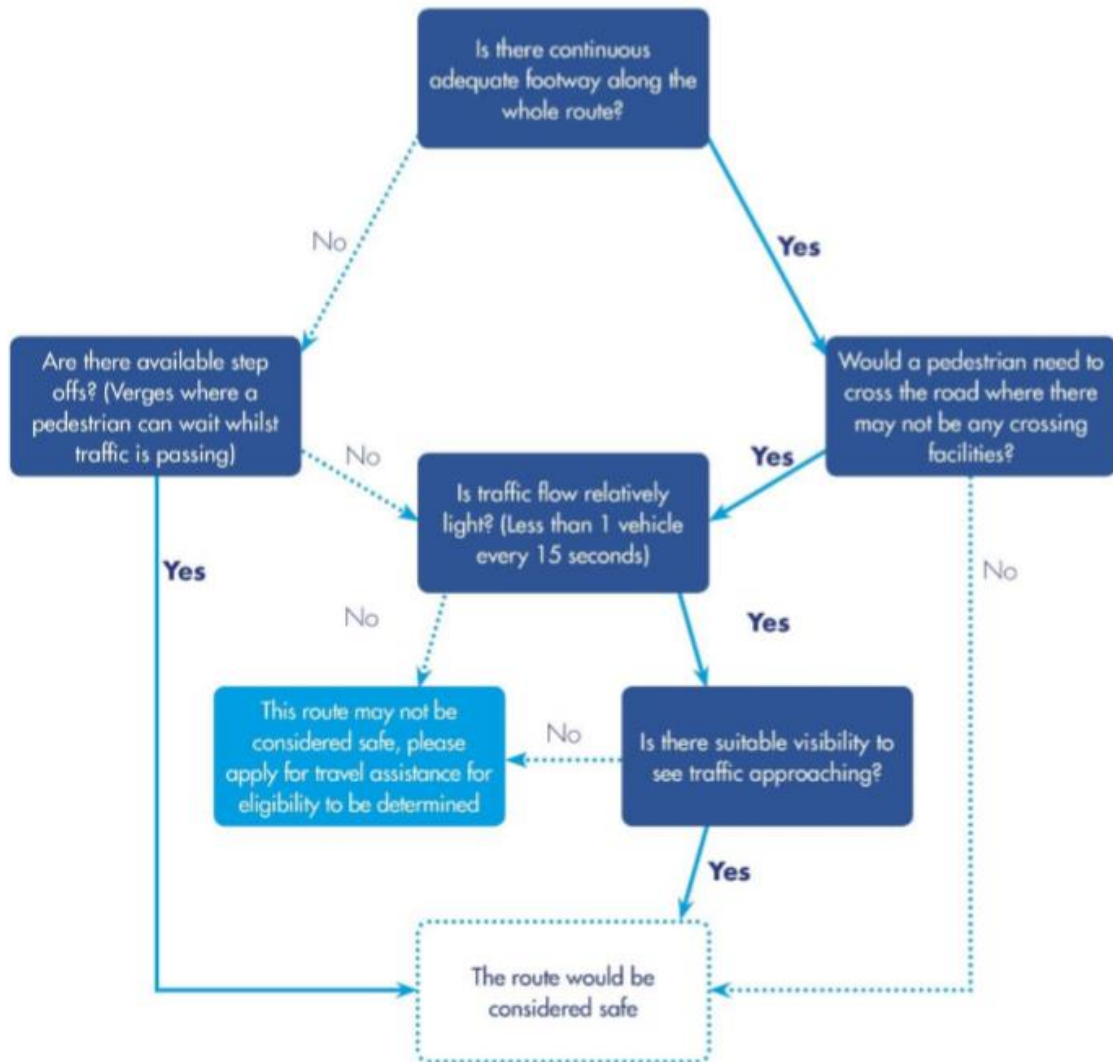 Is there continuous
adequate footway along the
whole route?
No
Yes
Are there available step
offs? (Verges where a
pedestrian can wait whilst
traffic is passing)
Would a pedestrian need to
cross the road where there
may not be any crossing
facilities?
No
Yes
Is traffic flow relatively
light? (Less than 1 vehicle
every 15 seconds)
Yes
No
No
Yes
This route may not be
considered safe, please
apply for travel assistance for
eligibility to be determined
No
Is there suitable visibility to
see traffic approaching?
Yes
The route would be
considered safe